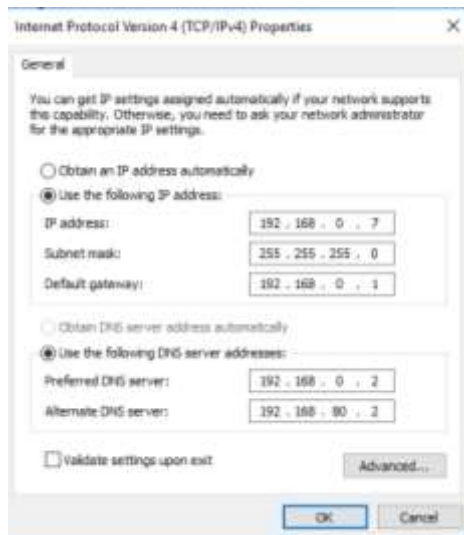 Internet Protocol Version 4 (TCP/IPv4) Properties
General
You can get IP settings assigned automatically if your network supports
this capability. Otherwise, you need to ask your network administrator
for the appropriate IP settings.
Obtain an IP address automatically
Use the following IP address:
IP address: 192 . 168 . 0 . 7
Subnet mask: 255 . 255 . 255 . 0
Default gateway: 192 . 168 . 0 . 1
Obtain DNS server address automatically
Use the following DNS server addresses:
Preferred DNS server: 192 . 168 . 0 . 2
Alternate DNS server: 192 . 168 . 80 . 2
Validate settings upon exit
Advanced...
OK Cancel